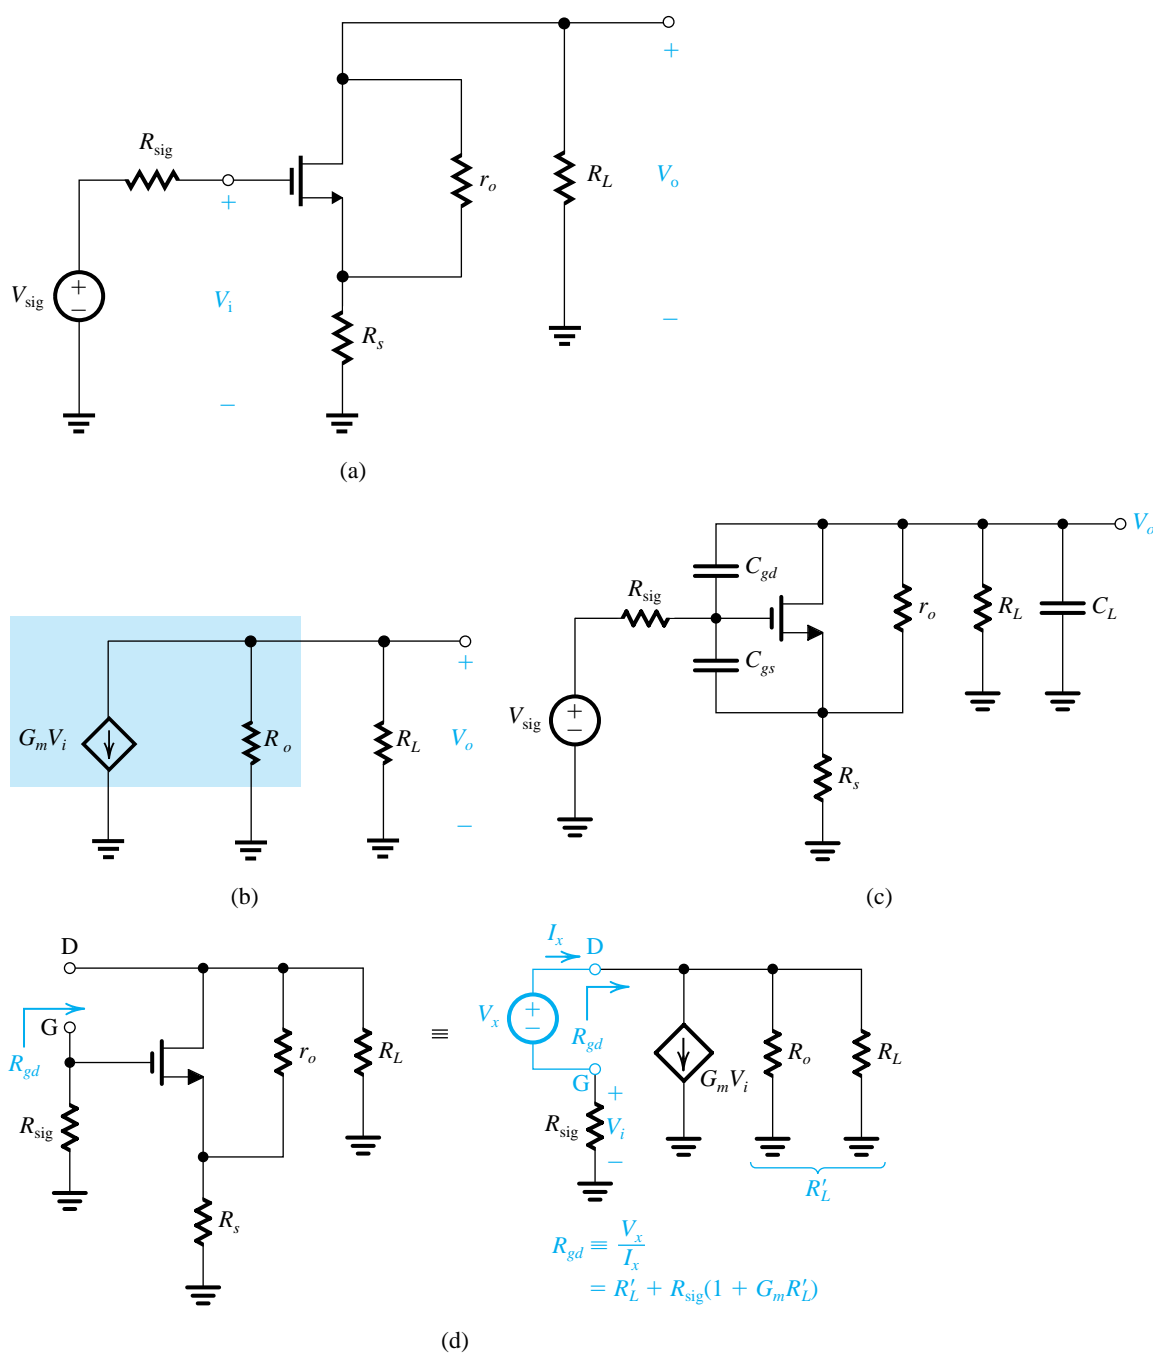 +
R_sig
r_o
R_L
V_o
+
V_sig
+
−
V_i
R_s
−
−
(a)
V_o
C_gd
R_sig
r_o
R_L
C_L
C_gs
+
V_sig
+
−
G_mV_i
R_o
R_L
V_o
R_s
−
(b)
(c)
D
I_x
D
G
V_x
+
−
R_gd
≡
R_gd
r_o
R_L
R_o
R_L
G
G_mV_i
+
R_sig
R_sig
V_i
−
R′_L
R_s
R_gd ≡ V_x / I_x
= R′_L + R_sig(1 + G_mR′_L)
(d)